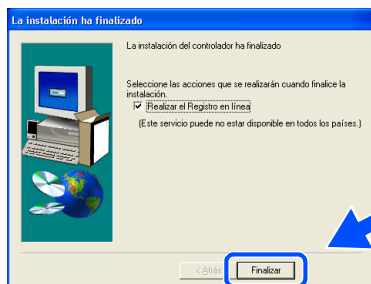 La instalación ha finalizado
La instalación del controlador ha finalizado
Seleccione las acciones que se realizarán cuando finalice la
instalación.
Realizar el Registro en línea
(Este servicio puede no estar disponible en todos los países.)
< Atrás
Finalizar